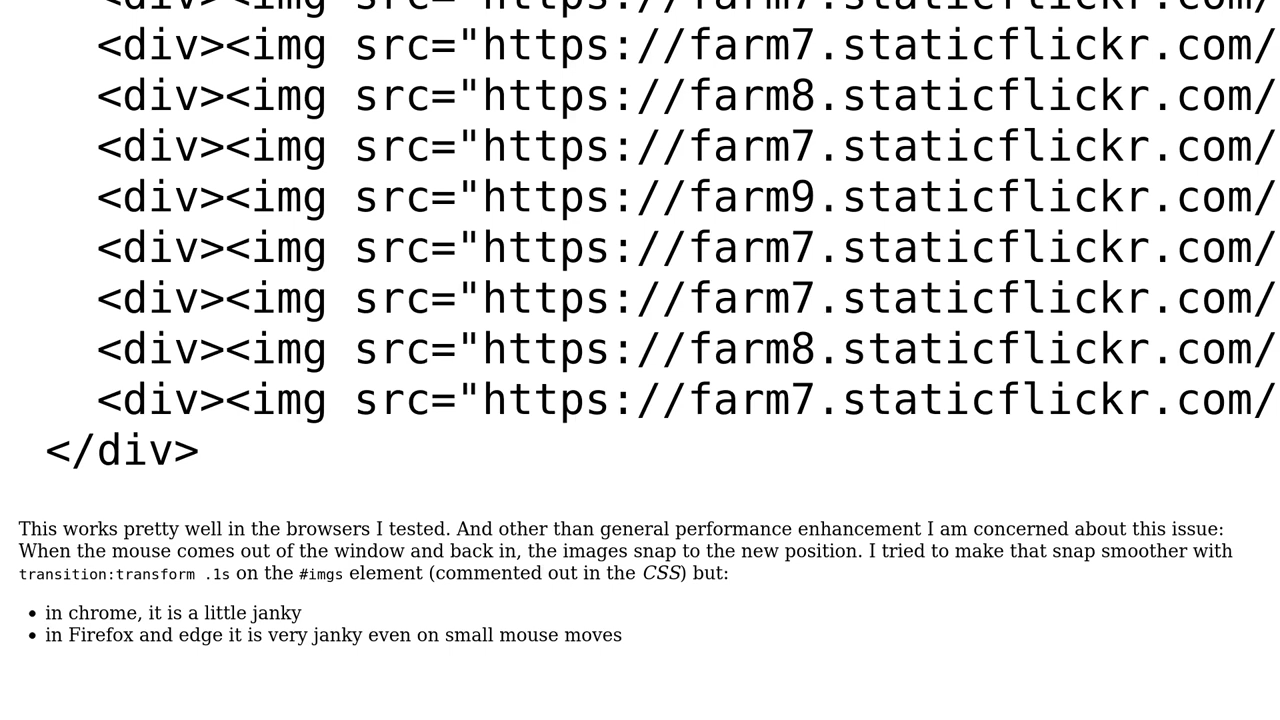 <div><img src="https://farm7.staticflickr.com/
<div><img src="https://farm7.staticflickr.com/
<div><img src="https://farm8.staticflickr.com/
<div><img src="https://farm7.staticflickr.com/
<div><img src="https://farm9.staticflickr.com/
<div><img src="https://farm7.staticflickr.com/
<div><img src="https://farm7.staticflickr.com/
<div><img src="https://farm8.staticflickr.com/
<div><img src="https://farm7.staticflickr.com/
</div>
This works pretty well in the browsers I tested. And other than general performance enhancement I am concerned about this issue:
When the mouse comes out of the window and back in, the images snap to the new position. I tried to make that snap smoother with
transition:transform .1s on the #imgs element (commented out in the CSS) but:
• in chrome, it is a little janky
• in Firefox and edge it is very janky even on small mouse moves